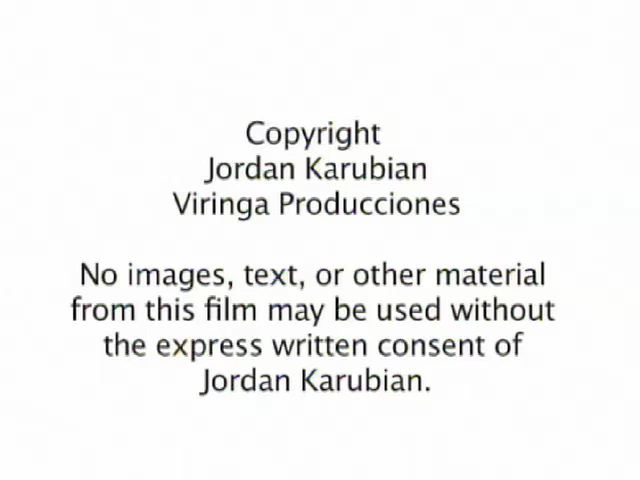 Copyright
Jordan Karubian
Viringa Producciones
No images, text, or other material
from this film may be used without
the express written consent of
Jordan Karubian.